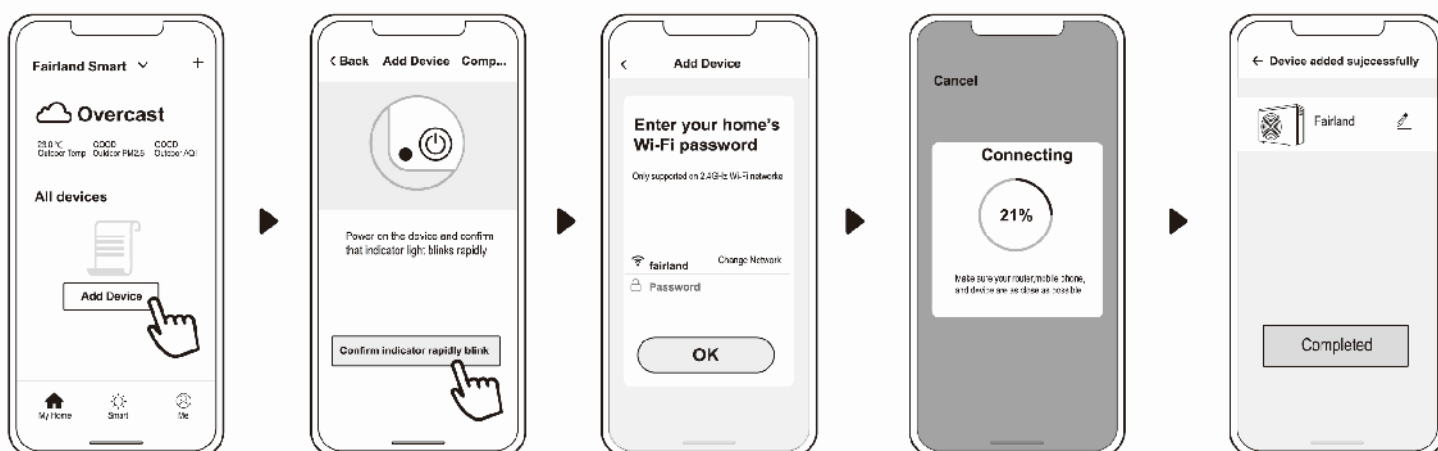 Fairland Smart
+
Overcast
GOOD
GOOD
Outdoor Temp
Outdoor PM2.5
Outdoor AQI
All devices
Add Device
My Home
Smart
Me
< Back Add Device Comp...
Power on the device and confirm
that indicator light blinks rapidly
Confirm indicator rapidly blink
< Add Device
Enter your home's
Wi-Fi password
Only supported on 2.4GHz Wi-Fi networks
fairland Change Network
Password
OK
Cancel
Connecting
21%
Make sure your router,mobile phone,
and device are as close as possible
← Device added sujccessfully
Fairland
Completed